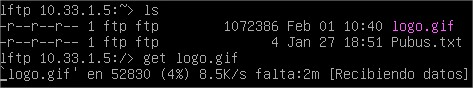 lftp 10.33.1.5:~> ls
-r--r--r-- 1 ftp ftp 1072386 Feb 01 10:40 logo.gif
-r--r--r-- 1 ftp ftp 4 Jan 27 18:51 Pubus.txt
lftp 10.33.1.5:/> get logo.gif
`logo.gif' en 52830 (4%) 8.5K/s falta:2m [Recibiendo datos]